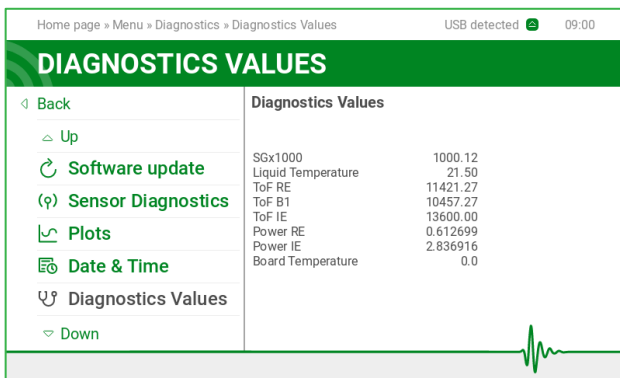 Home page » Menu » Diagnostics » Diagnostics Values USB detected 09:00
DIAGNOSTICS VALUES
Back
Up
Software update
Sensor Diagnostics
Plots
Date & Time
Diagnostics Values
Down
Diagnostics Values
SGx1000 1000.12
Liquid Temperature 21.50
ToF RE 11421.27
ToF B1 10457.27
ToF IE 13600.00
Power RE 0.612699
Power IE 2.836916
Board Temperature 0.0